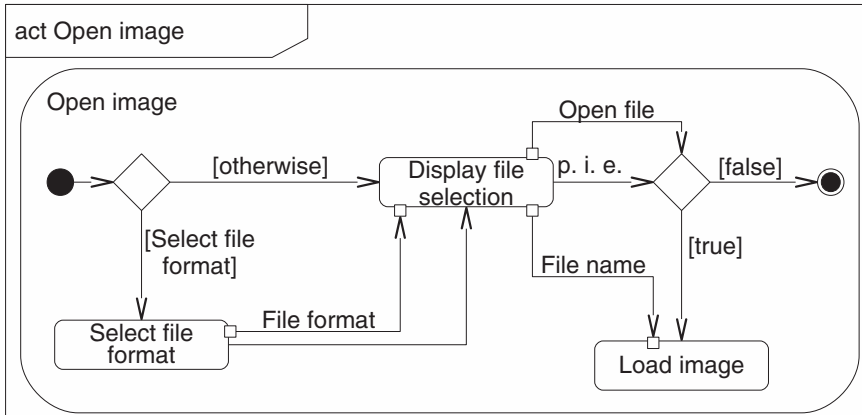 act Open image
Open image
Open file
[otherwise]
Display file
selection
p. i. e.
[false]
[Select file
format]
[true]
File name
File format
Select file
format
Load image